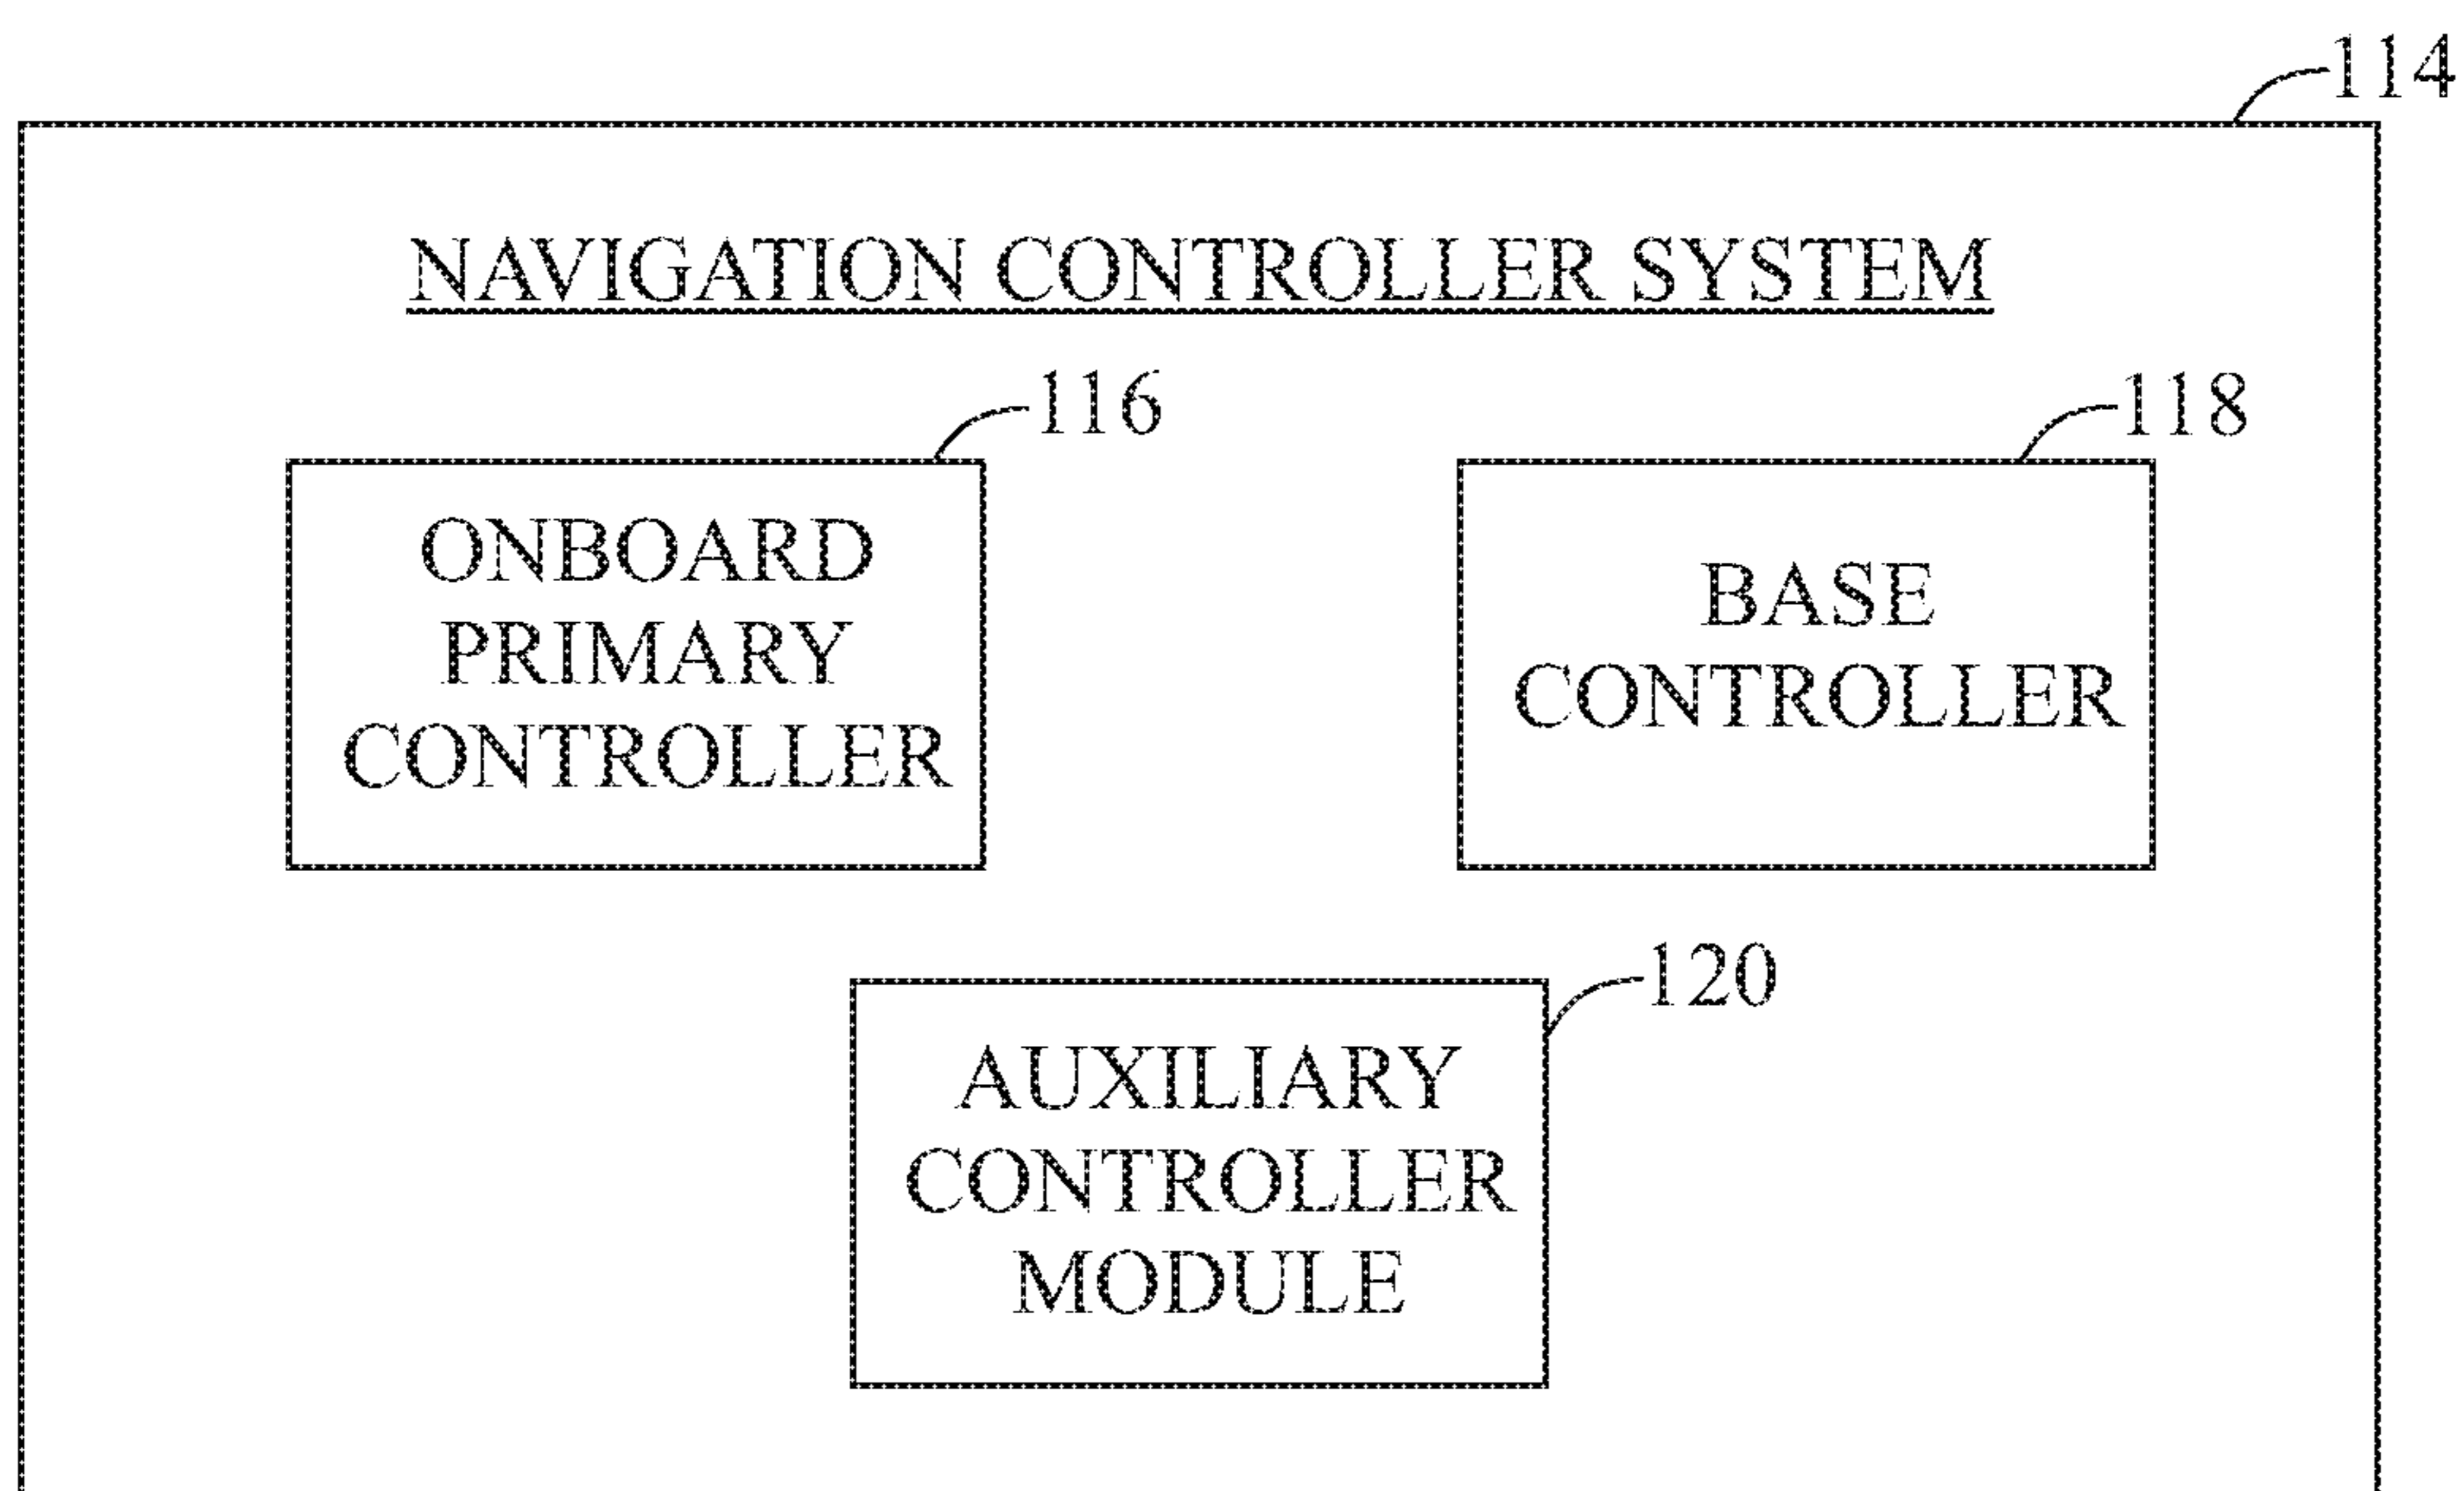 114
NAVIGATION CONTROLLER SYSTEM
116
118
ONBOARD
PRIMARY
CONTROLLER
BASE
CONTROLLER
120
AUXILIARY
CONTROLLER
MODULE